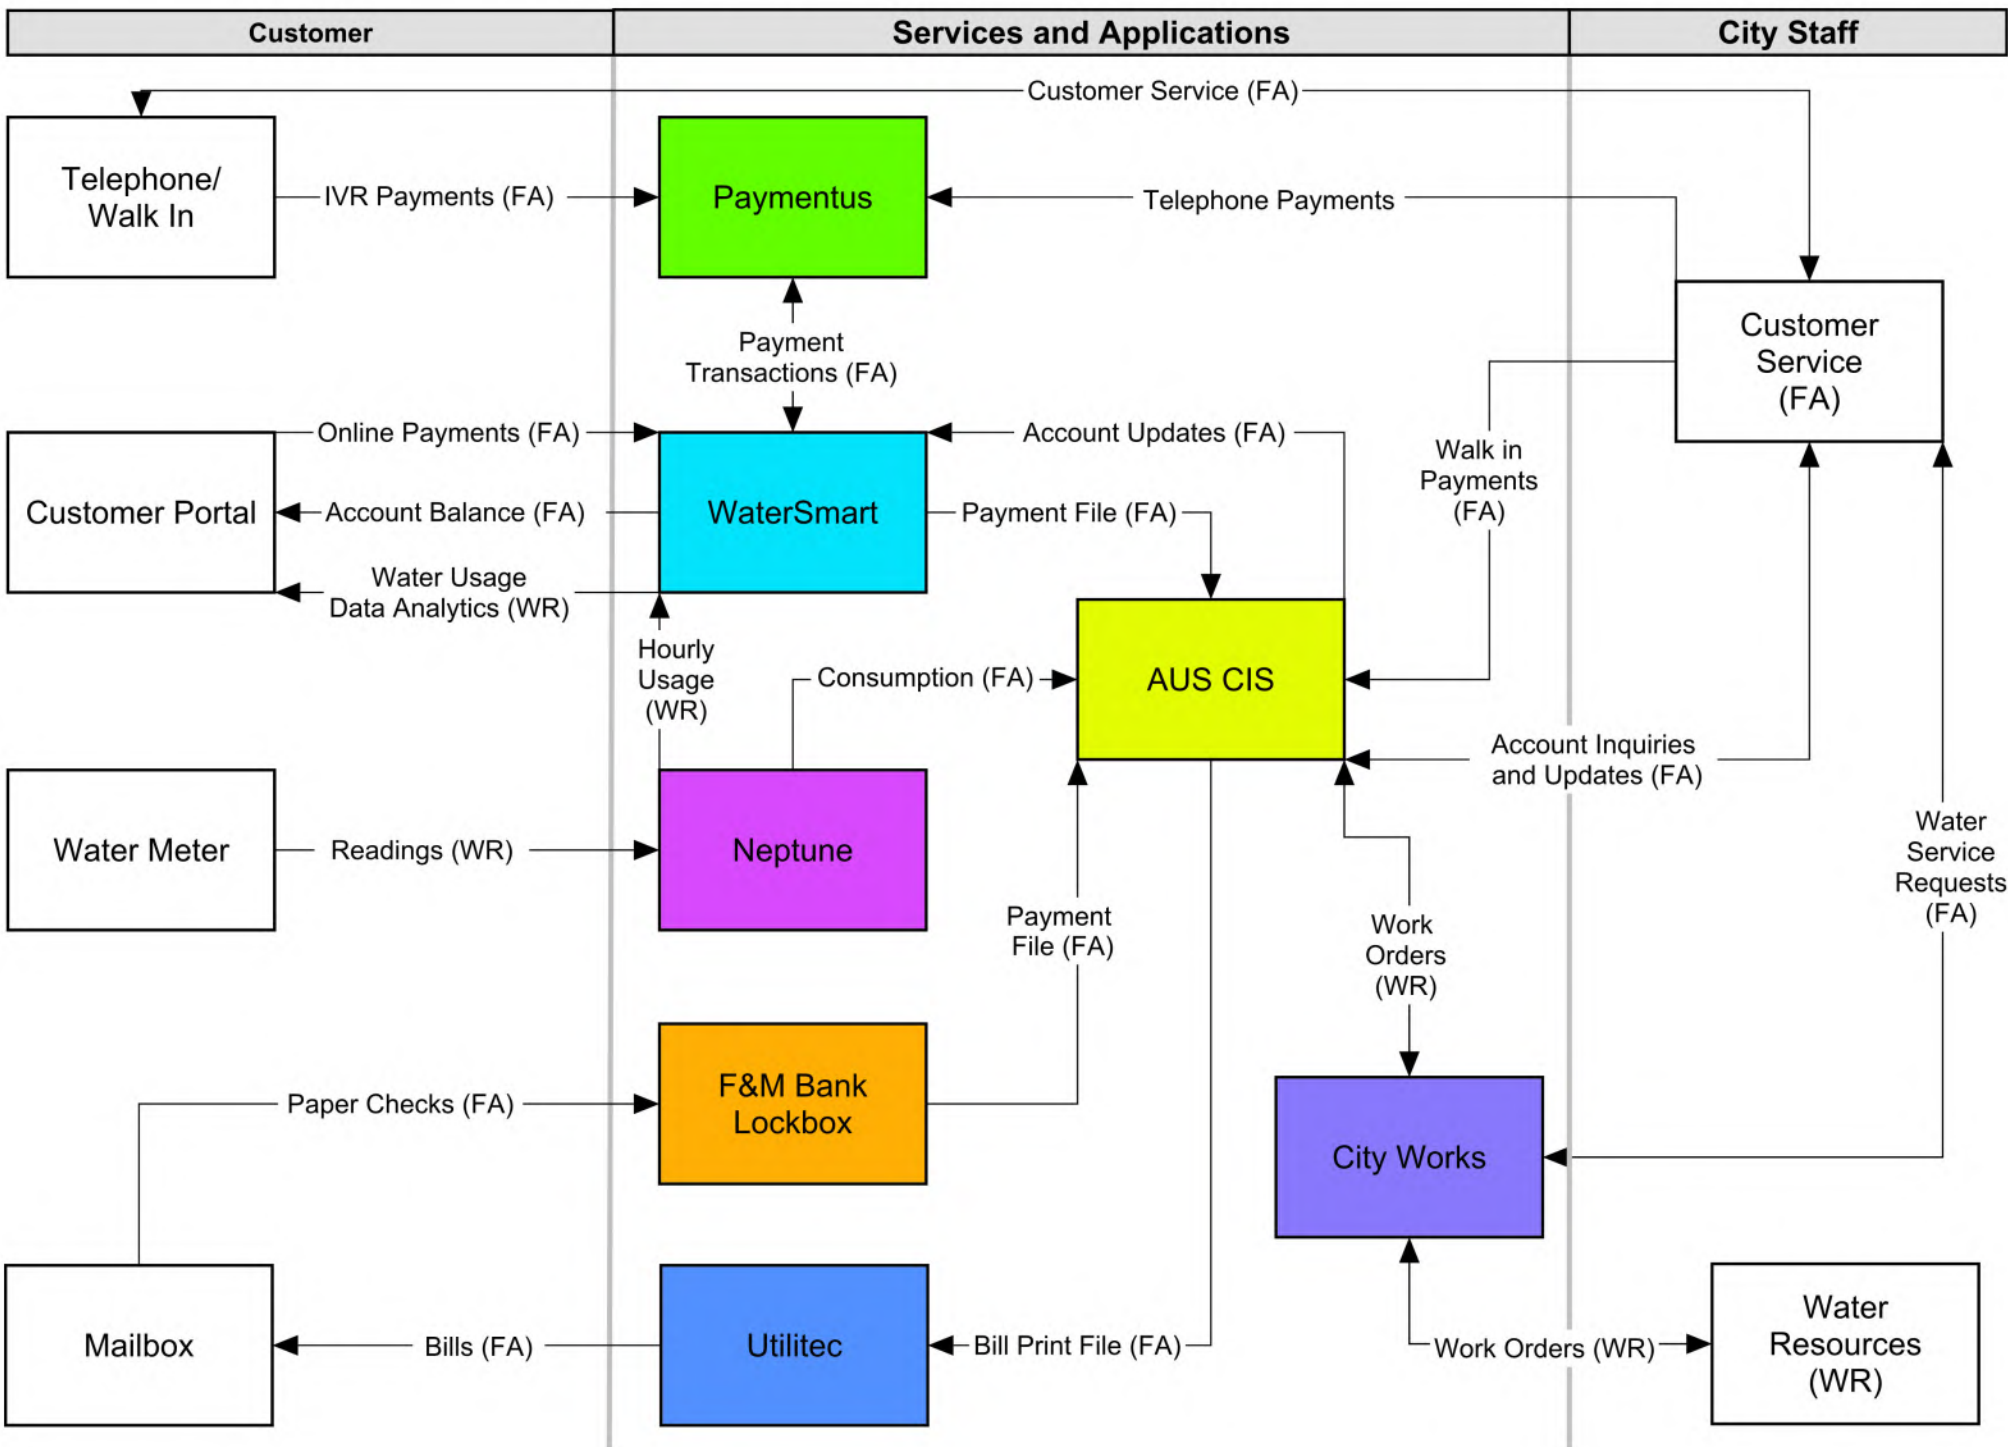 Customer
Services and Applications
City Staff
Customer Service (FA)
Telephone/
Walk In
IVR Payments (FA)
Paymentus
Telephone Payments
Customer
Service
(FA)
Payment
Transactions (FA)
Online Payments (FA)
Account Updates (FA)
Walk in
Payments
(FA)
Customer Portal
Account Balance (FA)
WaterSmart
Payment File (FA)
Water Usage
Data Analytics (WR)
Hourly
Usage
(WR)
Consumption (FA)
AUS CIS
Account Inquiries
and Updates (FA)
Water
Service
Requests
(FA)
Water Meter
Readings (WR)
Neptune
Payment
File (FA)
Work
Orders
(WR)
Paper Checks (FA)
F&M Bank
Lockbox
City Works
Mailbox
Bills (FA)
Utilitec
Bill Print File (FA)
Work Orders (WR)
Water
Resources
(WR)